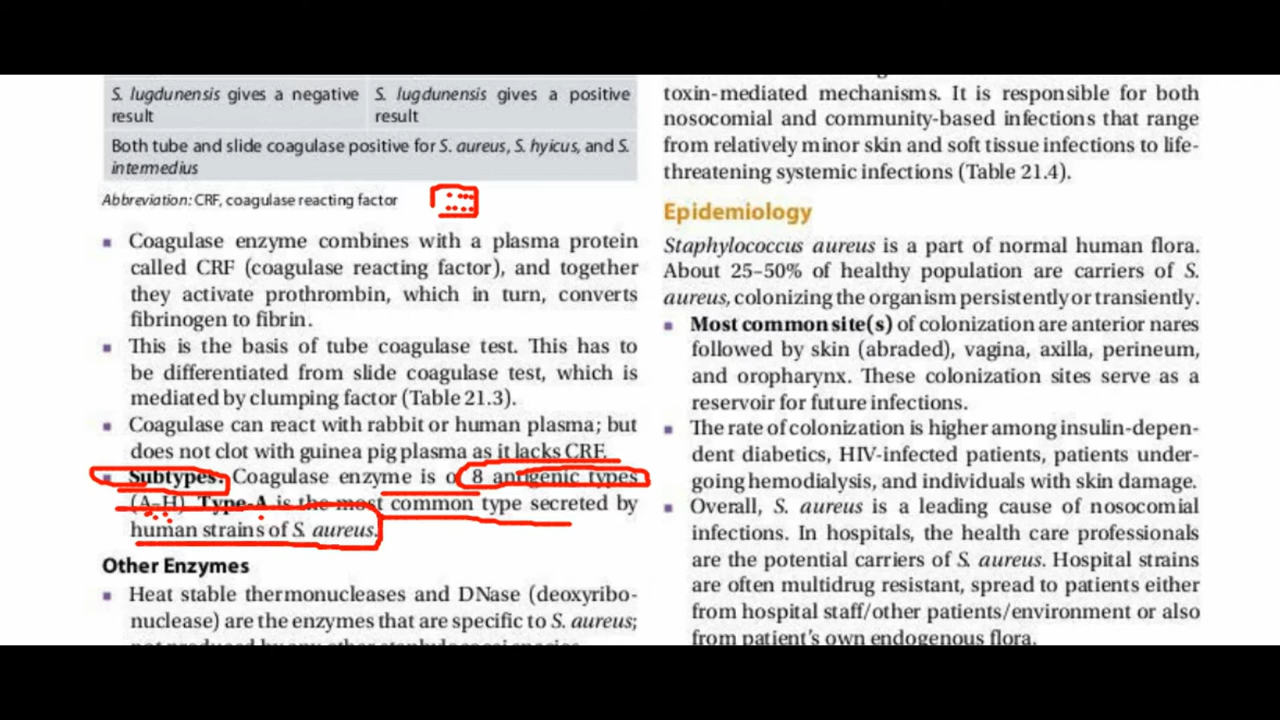 S. lugdunensis gives a negative result
S. lugdunensis gives a positive result
Both tube and slide coagulase positive for S. aureus, S. hyicus, and S.
intermedius
Abbreviation: CRF, coagulase reacting factor
▪ Coagulase enzyme combines with a plasma protein
called CRF (coagulase reacting factor), and together
they activate prothrombin, which in turn, converts
fibrinogen to fibrin.
▪ This is the basis of tube coagulase test. This has to
be differentiated from slide coagulase test, which is
mediated by clumping factor (Table 21.3).
▪ Coagulase can react with rabbit or human plasma; but
does not clot with guinea pig plasma as it lacks CRF.
▪ Subtypes: Coagulase enzyme is o 8 antigenic types
(A–H). Type-A is the most common type secreted by
human strains of S. aureus.
Other Enzymes
▪ Heat stable thermonucleases and DNase (deoxyribo-
nuclease) are the enzymes that are specific to S. aureus;
toxin-mediated mechanisms. It is responsible for both
nosocomial and community-based infections that range
from relatively minor skin and soft tissue infections to life-
threatening systemic infections (Table 21.4).
Epidemiology
Staphylococcus aureus is a part of normal human flora.
About 25–50% of healthy population are carriers of S.
aureus, colonizing the organism persistently or transiently.
▪ Most common site(s) of colonization are anterior nares
followed by skin (abraded), vagina, axilla, perineum,
and oropharynx. These colonization sites serve as a
reservoir for future infections.
▪ The rate of colonization is higher among insulin-depen-
dent diabetics, HIV-infected patients, patients under-
going hemodialysis, and individuals with skin damage.
▪ Overall, S. aureus is a leading cause of nosocomial
infections. In hospitals, the health care professionals
are the potential carriers of S. aureus. Hospital strains
are often multidrug resistant, spread to patients either
from hospital staff/other patients/environment or also
from patient's own endogenous flora.